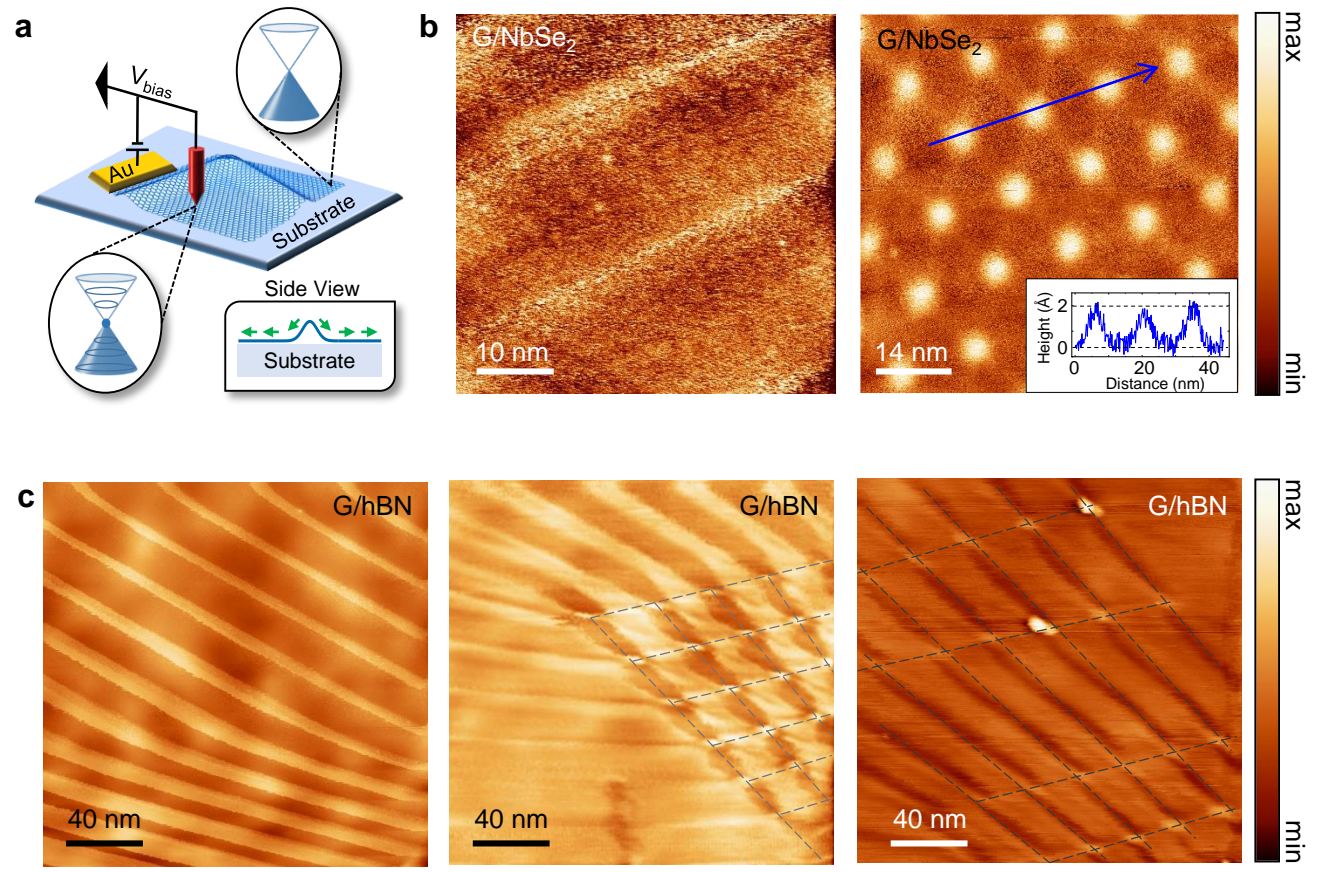 a
V_bias
Au
Substrate
Side View
Substrate
b
G/NbSe₂
10 nm
G/NbSe₂
14 nm
Height (Å)
2
0
0
20
40
Distance (nm)
max
min
c
G/hBN
40 nm
G/hBN
40 nm
G/hBN
40 nm
max
min